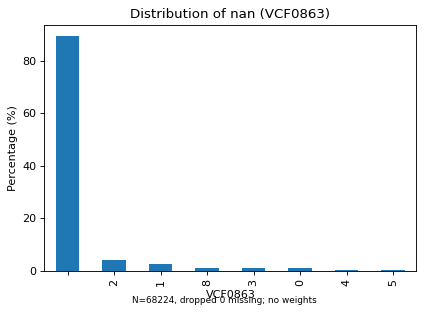 Distribution of nan (VCF0863)
Percentage (%)
80
60
40
20
0
2 1 8 3 0 4 5
VCF0863
N=68224, dropped 0 missing; no weights